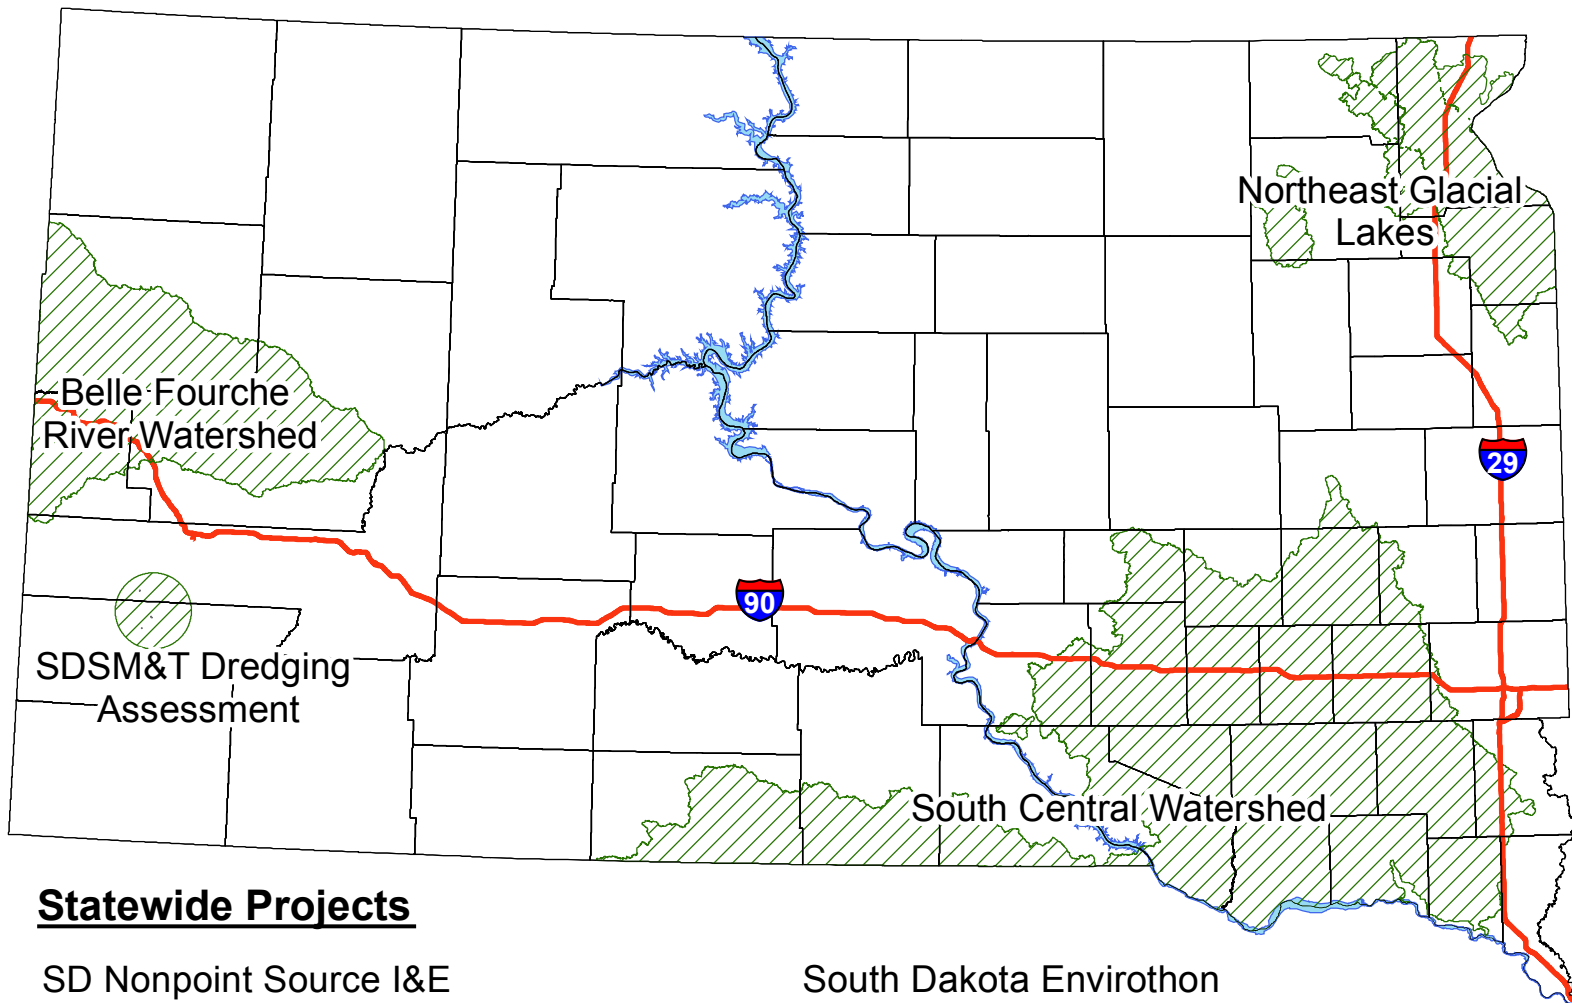 Northeast Glacial
Lakes
Belle Fourche
River Watershed
29
90
SDSM&T Dredging
Assessment
South Central Watershed
Statewide Projects
SD Nonpoint Source I&E
South Dakota Envirothon